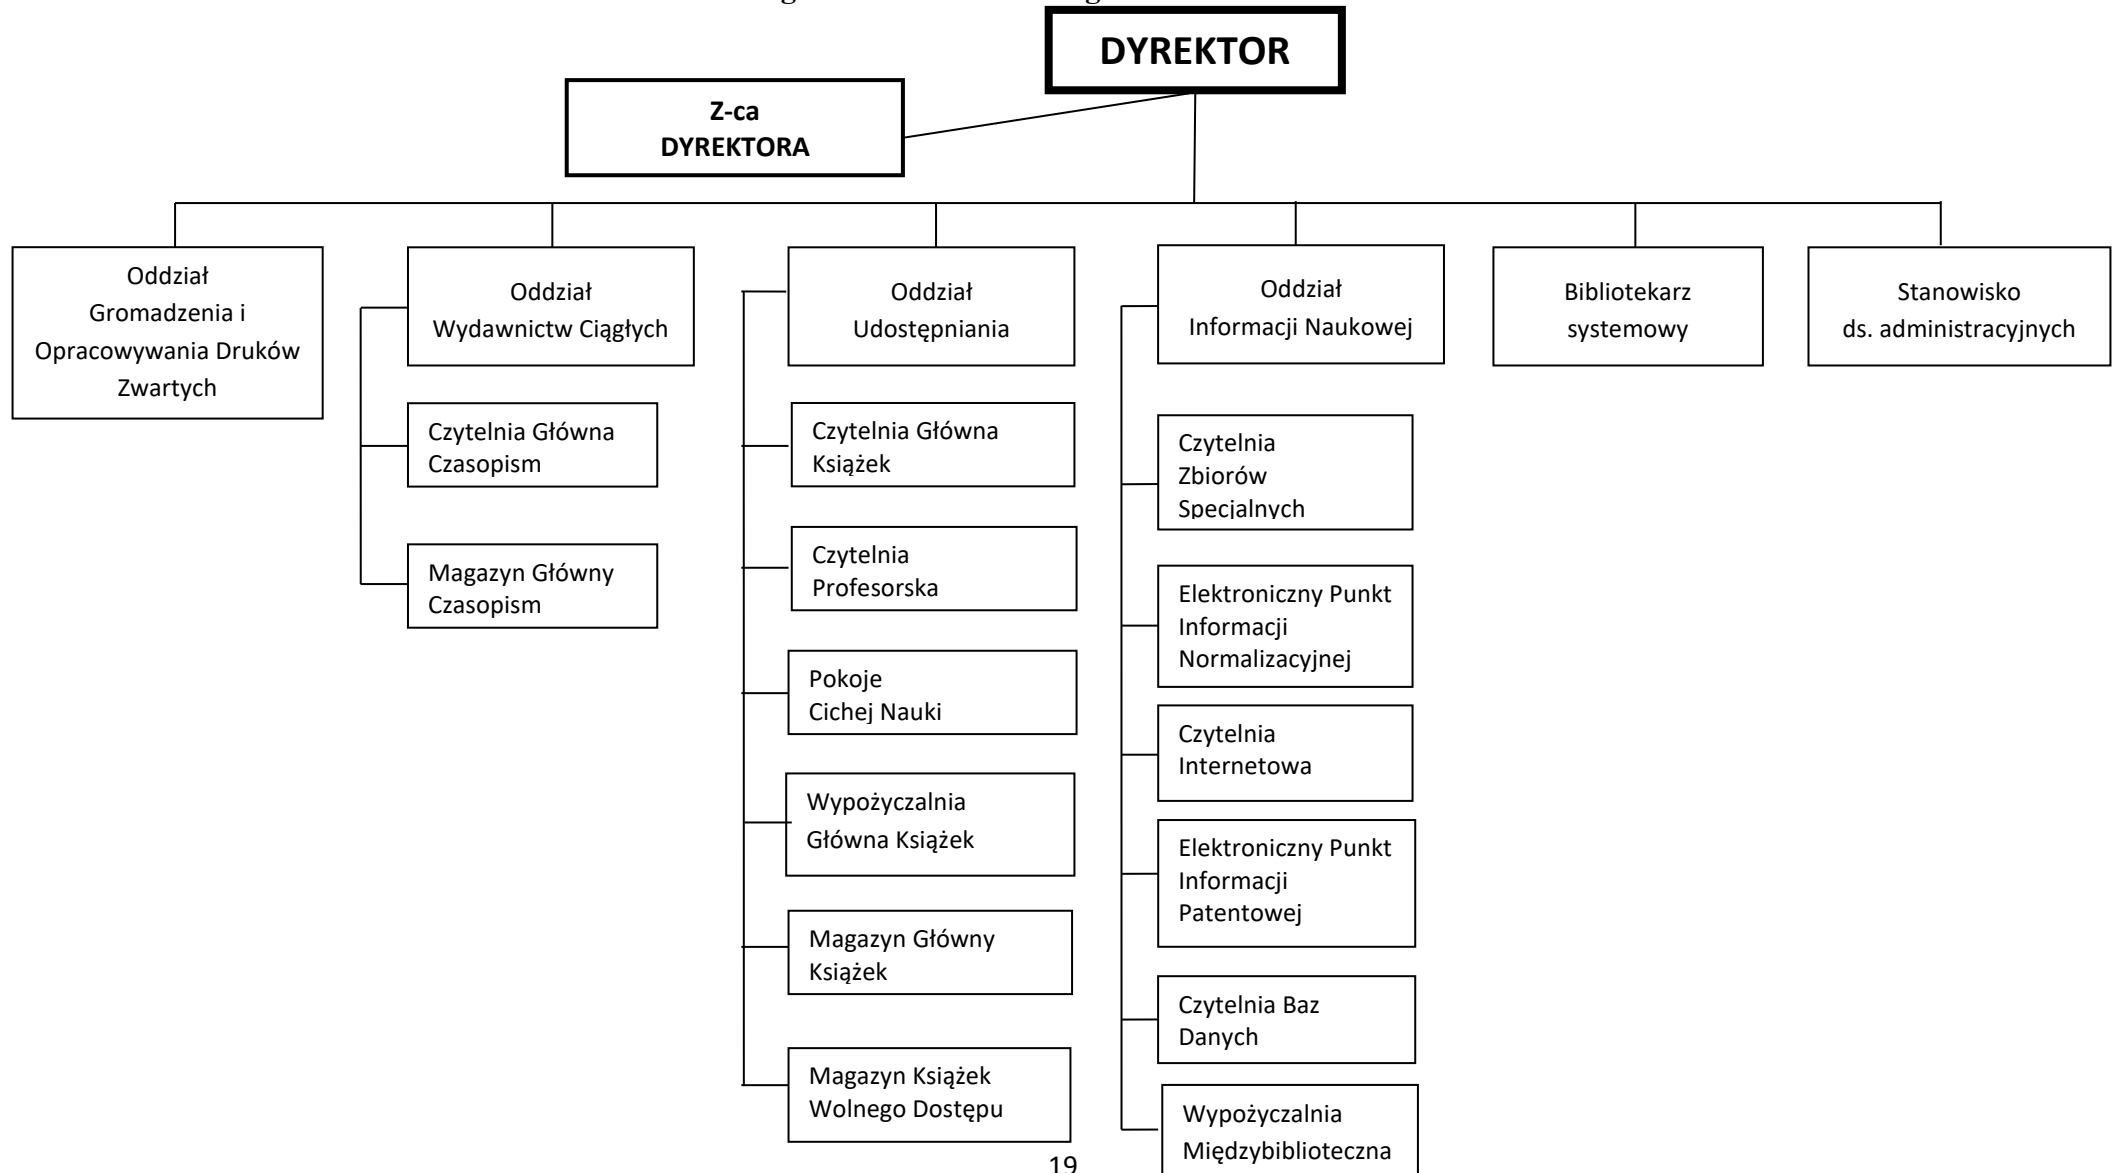 DYREKTOR
Z-ca
DYREKTORA
Oddział
Gromadzenia i
Opracowywania Druków
Zwartych
Oddział
Wydawnictw Ciągłych
Czytelnia Główna
Czasopism
Magazyn Główny
Czasopism
Oddział
Udostępniania
Czytelnia Główna
Książek
Czytelnia
Profesorska
Pokoje
Cichej Nauki
Wypożyczalnia
Główna Książek
Magazyn Główny
Książek
Magazyn Książek
Wolnego Dostępu
Oddział
Informacji Naukowej
Czytelnia
Zbiorów
Specjalnych
Elektroniczny Punkt
Informacji
Normalizacyjnej
Czytelnia
Internetowa
Elektroniczny Punkt
Informacji
Patentowej
Czytelnia Baz
Danych
Wypożyczalnia
Międzybiblioteczna
Bibliotekarz
systemowy
Stanowisko
ds. administracyjnych
19